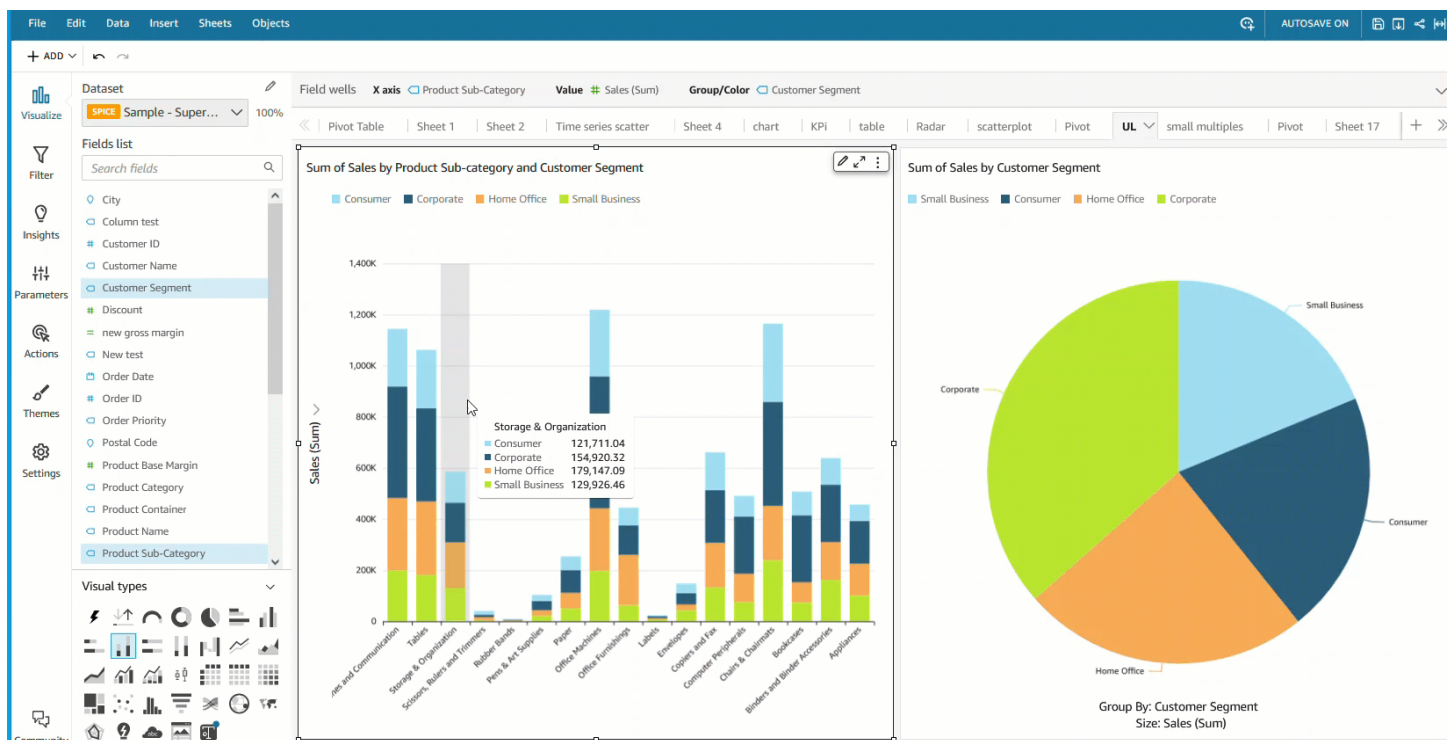 File Edit Data Insert Sheets Objects AUTOSAVE ON
+ ADD
Visualize
Filter
Insights
Parameters
Actions
Themes
Settings
Dataset
SPICE Sample - Super... 100%
Fields list
Search fields
City
Column test
Customer ID
Customer Name
Customer Segment
Discount
new gross margin
New test
Order Date
Order ID
Order Priority
Postal Code
Product Base Margin
Product Category
Product Container
Product Name
Product Sub-Category
Visual types
Field wells X axis Product Sub-Category Value Sales (Sum) Group/Color Customer Segment
Pivot Table Sheet 1 Sheet 2 Time series scatter Sheet 4 chart KPi table Radar scatterplot Pivot UL small multiples Pivot Sheet 17
Sum of Sales by Product Sub-category and Customer Segment
Consumer Corporate Home Office Small Business
1,400K
1,200K
1,000K
800K
600K
400K
200K
0
Sales (Sum)
Storage & Organization
Consumer 121,711.04
Corporate 154,920.32
Home Office 179,147.09
Small Business 129,926.46
and Communication
Tables
Storage & Organization
Scissors, Rulers and Trimmers
Rubber Bands
Pens & Art Supplies
Paper
Office Machines
Office Furnishings
Labels
Envelopes
Copiers and Fax
Computer Peripherals
Chairs & Chairmats
Bookcases
Binders and Binder Accessories
Appliances
Sum of Sales by Customer Segment
Small Business Consumer Home Office Corporate
Small Business
Corporate
Consumer
Home Office
Group By: Customer Segment
Size: Sales (Sum)